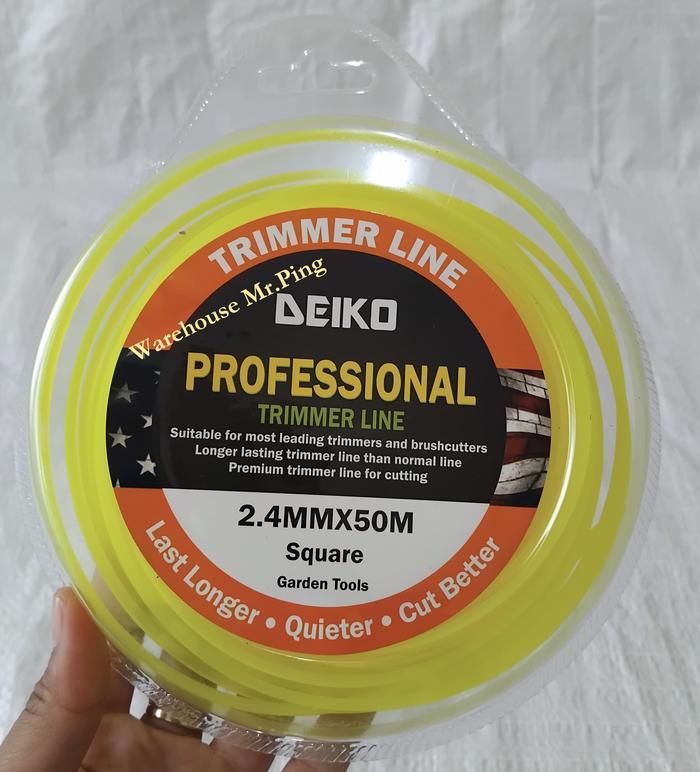 TRIMMER LINE
Warehouse Mr.Ping
DEIKO
PROFESSIONAL
TRIMMER LINE
Suitable for most leading trimmers and brushcutters
Longer lasting trimmer line than normal line
Premium trimmer line for cutting
2.4MMX50M
Square
Garden Tools
Last Longer • Quieter • Cut Better